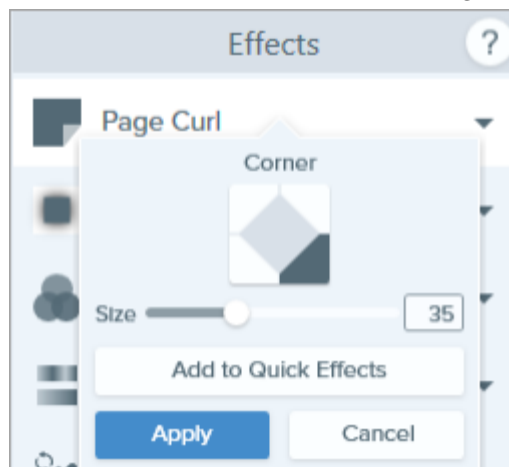 Effects
?
Page Curl
Corner
Size 35
Add to Quick Effects
Apply Cancel